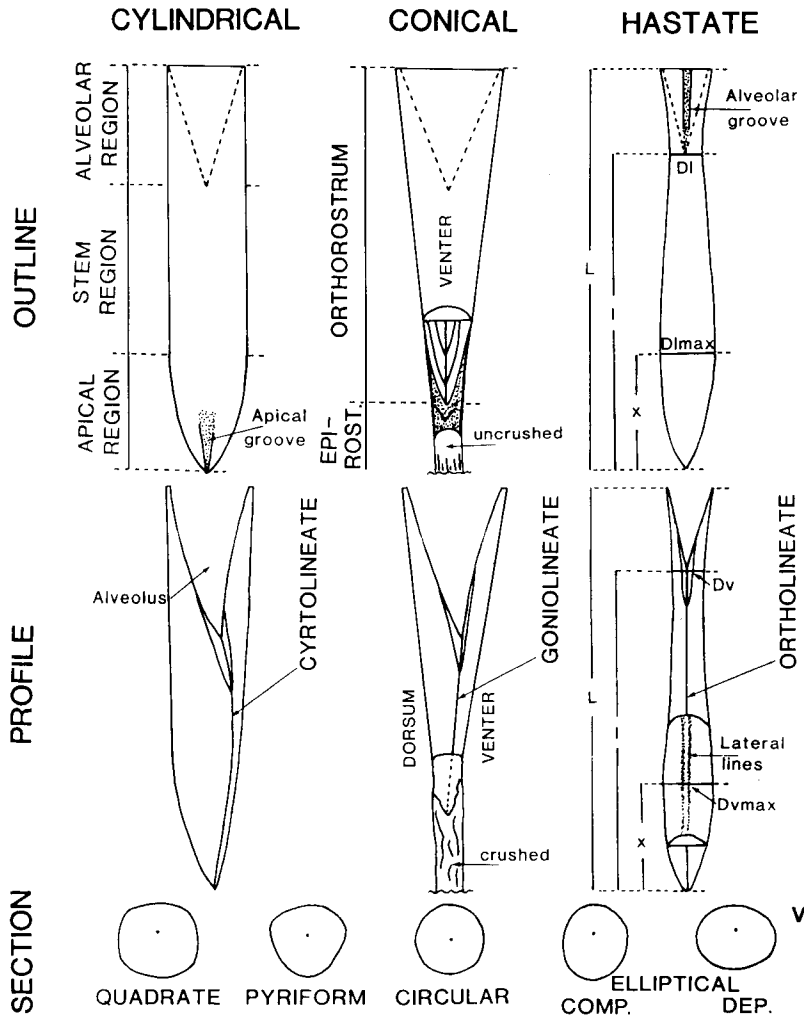 CYLINDRICAL
CONICAL
HASTATE
OUTLINE
ALVEOLAR
REGION
STEM
REGION
APICAL
REGION
Apical
groove
ORTHOROSTRUM
EPI-
ROST.
VENTER
uncrushed
Alveolar
groove
Dl
L
l
Dlmax
x
PROFILE
Alveolus
CYRTOLINEATE
DORSUM
VENTER
GONIOLINEATE
crushed
Dv
ORTHOLINEATE
L
l
Lateral
lines
Dvmax
x
SECTION
V
QUADRATE
PYRIFORM
CIRCULAR
ELLIPTICAL
COMP.
DEP.